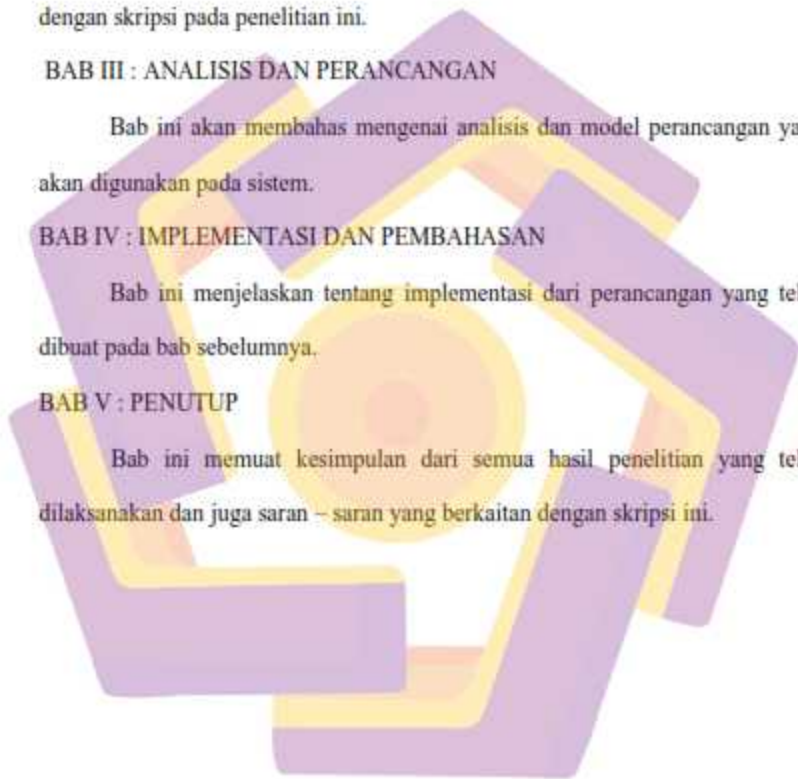 dengan skripsi pada penelitian ini.
BAB III : ANALISIS DAN PERANCANGAN
Bab ini akan membahas mengenai analisis dan model perancangan ya
akan digunakan pada sistem.
BAB IV : IMPLEMENTASI DAN PEMBAHASAN
Bab ini menjelaskan tentang implementasi dari perancangan yang tel
dibuat pada bab sebelumnya.
BAB V : PENUTUP
Bab ini memuat kesimpulan dari semua hasil penelitian yang tel
dilaksanakan dan juga saran – saran yang berkaitan dengan skripsi ini.